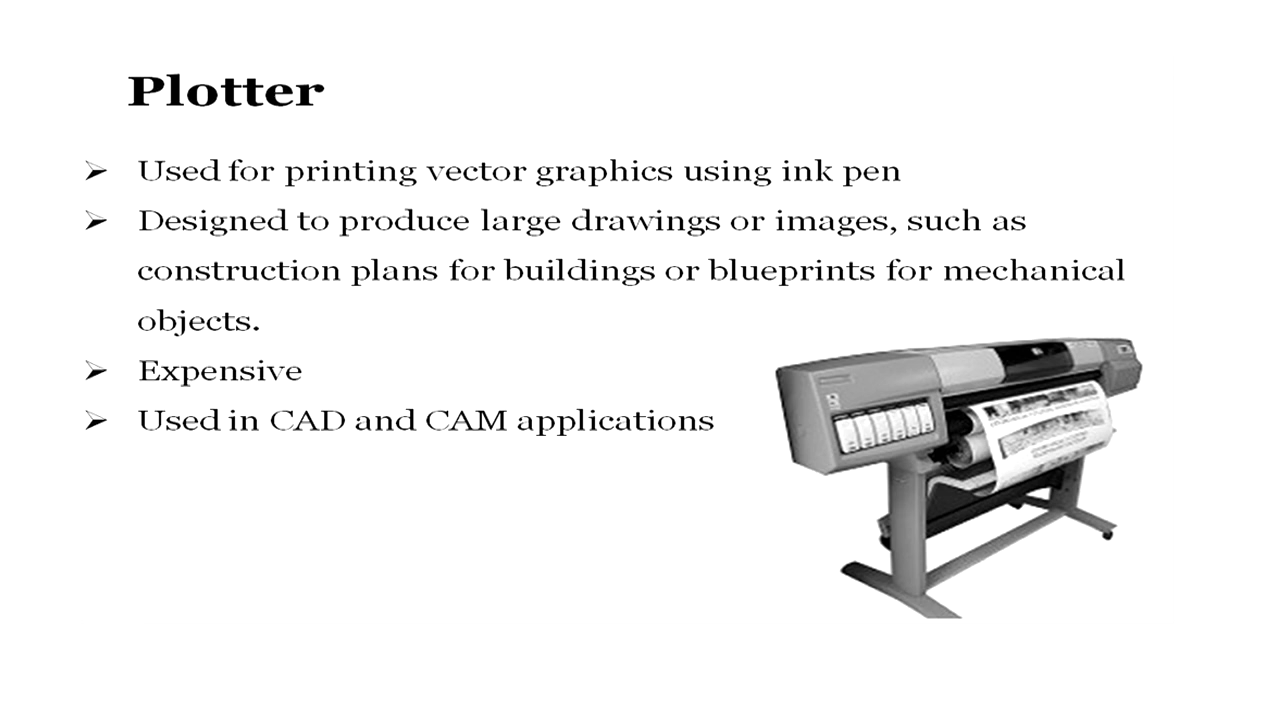 Plotter
➢ Used for printing vector graphics using ink pen
➢ Designed to produce large drawings or images, such as
construction plans for buildings or blueprints for mechanical
objects.
➢ Expensive
➢ Used in CAD and CAM applications